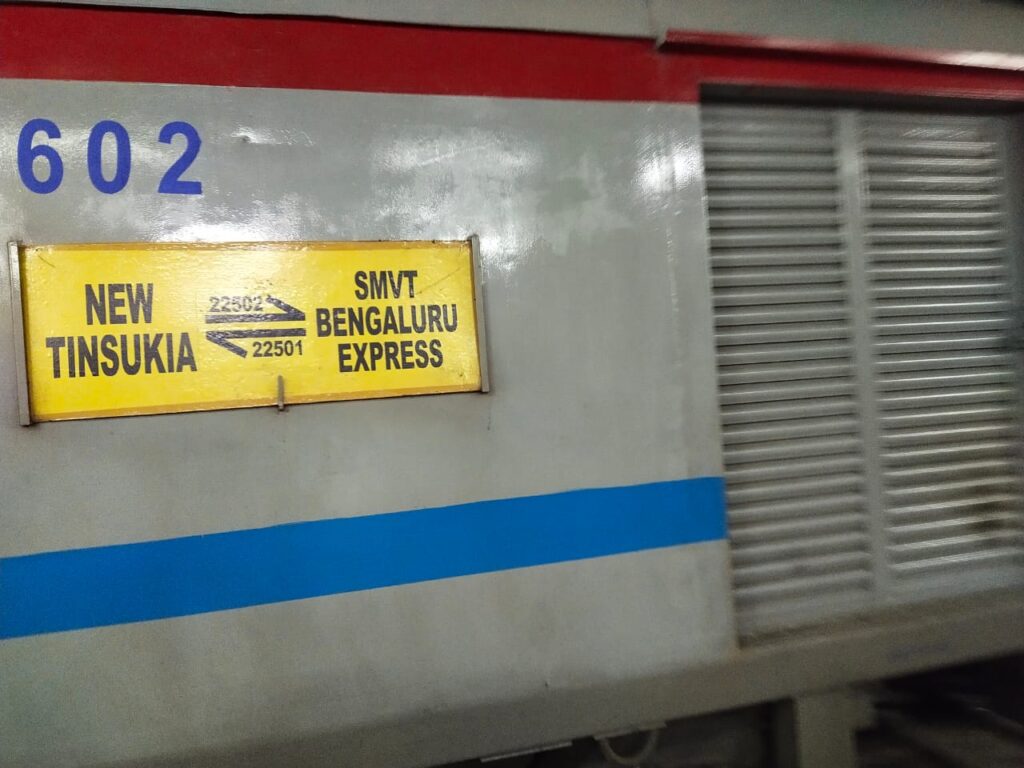 602
NEW
TINSUKIA
22502
22501
SMVT
BENGALURU
EXPRESS